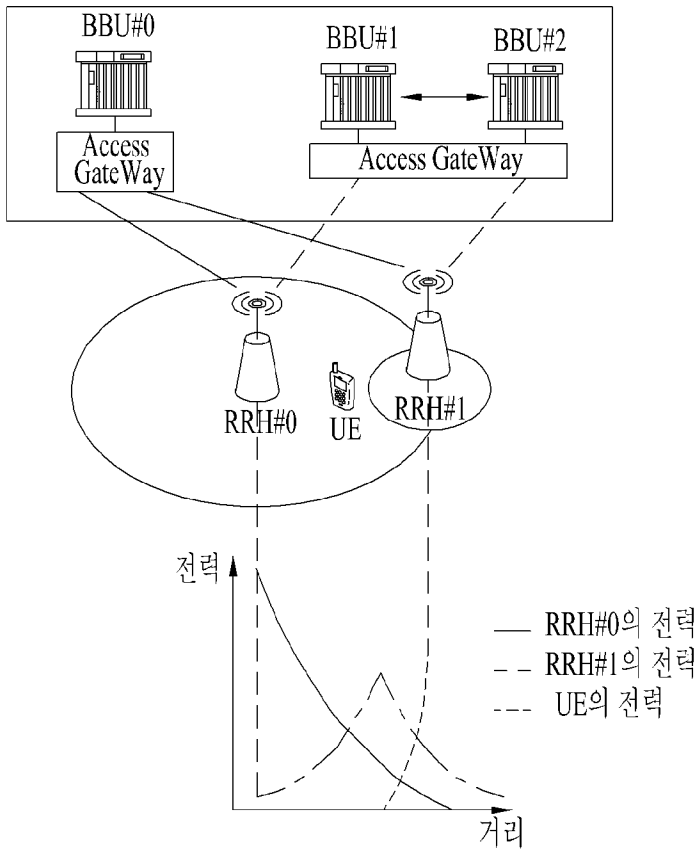 BBU#0
BBU#1
BBU#2
Access
GateWay
Access GateWay
RRH#0
UE
RRH#1
전력
RRH#0의 전력
RRH#1의 전력
UE의 전력
거리